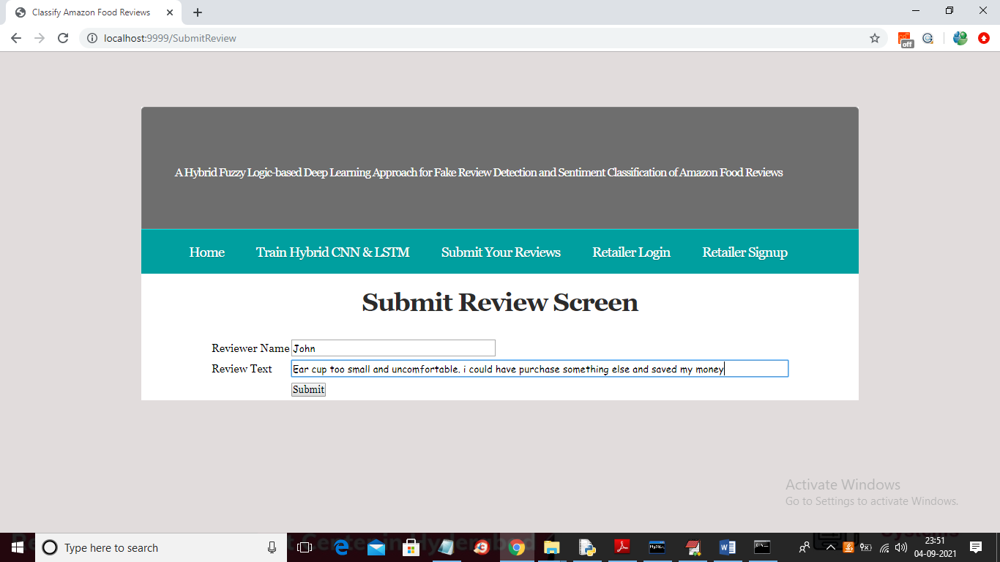 Classify Amazon Food Reviews
localhost:9999/SubmitReview
off
A Hybrid Fuzzy Logic-based Deep Learning Approach for Fake Review Detection and Sentiment Classification of Amazon Food Reviews
Home Train Hybrid CNN & LSTM Submit Your Reviews Retailer Login Retailer Signup
Submit Review Screen
Reviewer Name John
Review Text Ear cup too small and uncomfortable. i could have purchase something else and saved my money
Submit
Activate Windows
Go to Settings to activate Windows.
Type here to search
23:51
04-09-2021